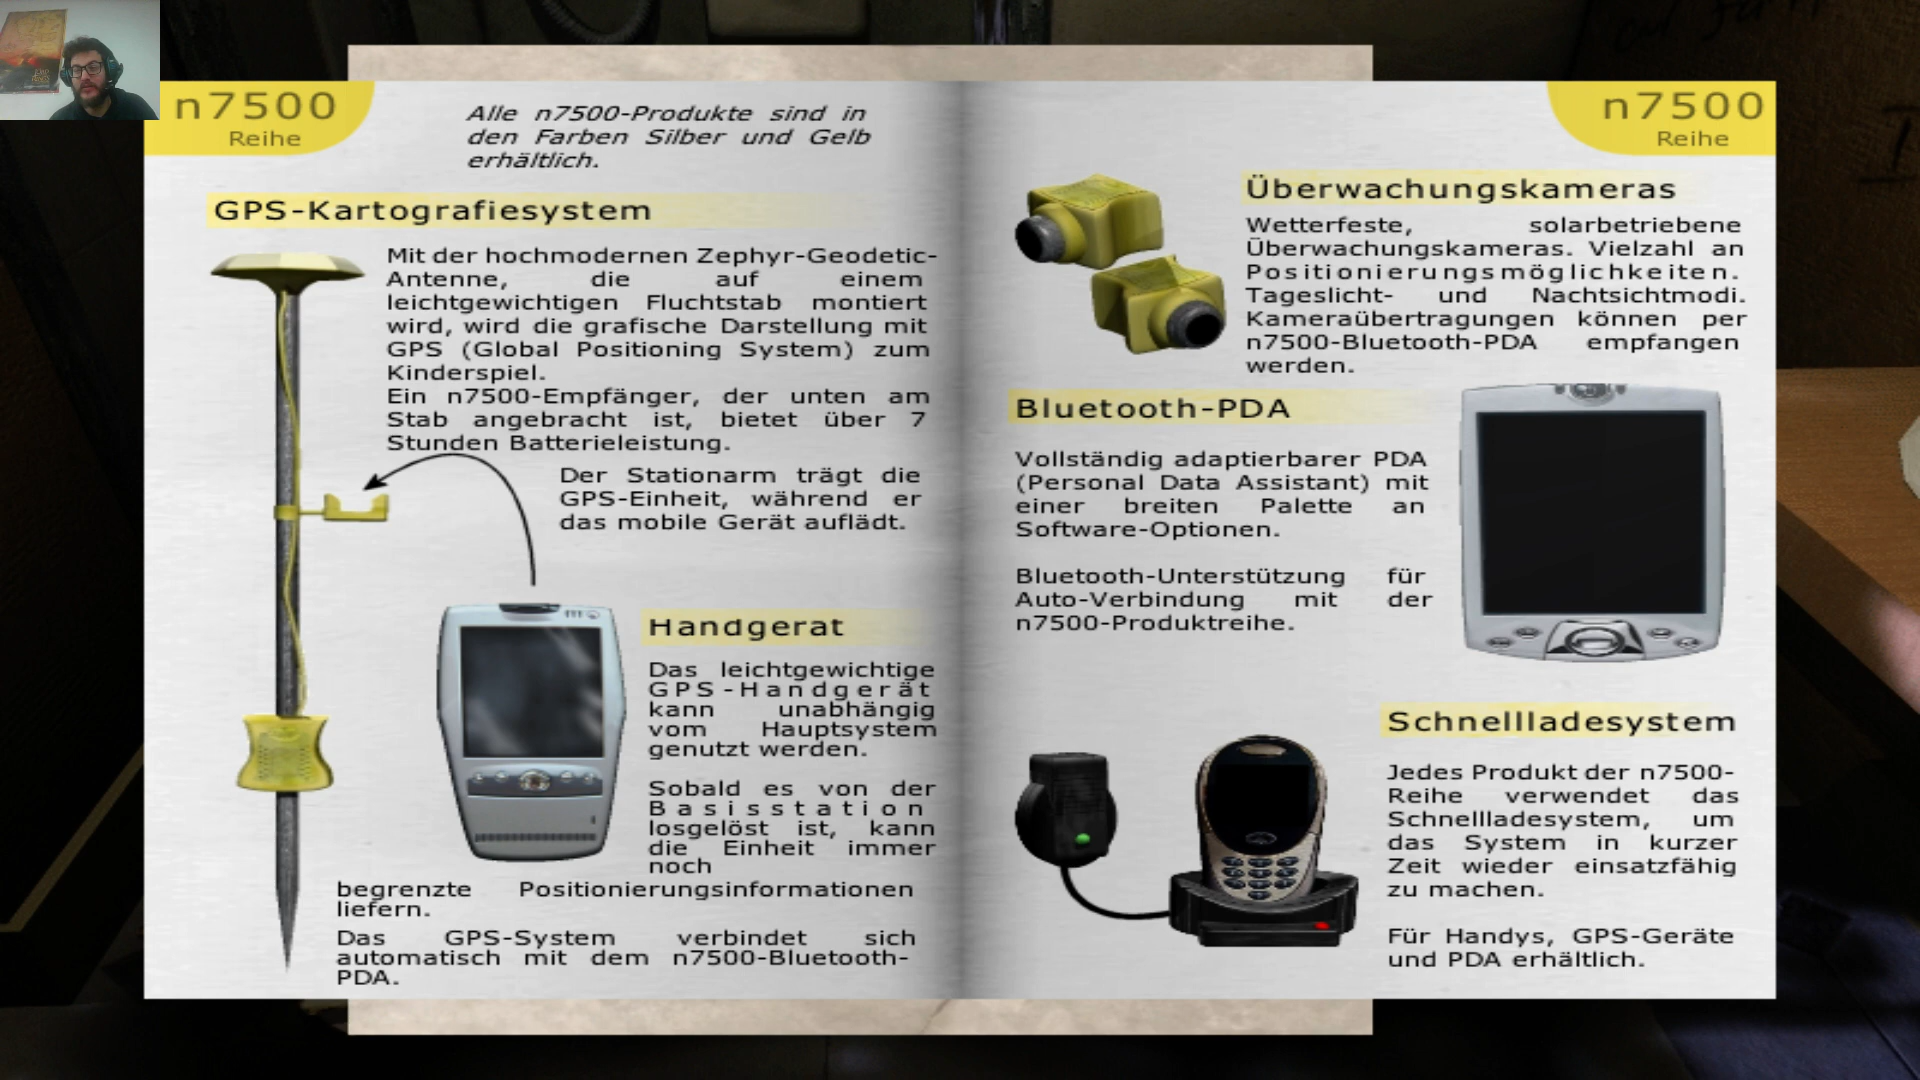 n7500
Reihe
Alle n7500-Produkte sind in
den Farben Silber und Gelb
erhältlich.
GPS-Kartografiesystem
Mit der hochmodernen Zephyr-Geodetic-
Antenne, die auf einem
leichtgewichtigen Fluchtstab montiert
wird, wird die grafische Darstellung mit
GPS (Global Positioning System) zum
Kinderspiel.
Ein n7500-Empfänger, der unten am
Stab angebracht ist, bietet über 7
Stunden Batterieleistung.
Der Stationarm trägt die
GPS-Einheit, während er
das mobile Gerät auflädt.
Handgerat
Das leichtgewichtige
GPS-Handgerät
kann unabhängig
vom Hauptsystem
genutzt werden.
Sobald es von der
Basisstation
losgelöst ist, kann
die Einheit immer
noch
begrenzte Positionierungsinformationen
liefern.
Das GPS-System verbindet sich
automatisch mit dem n7500-Bluetooth-
PDA.
n7500
Reihe
Überwachungskameras
Wetterfeste, solarbetriebene
Überwachungskameras. Vielzahl an
Positionierungsmöglichkeiten.
Tageslicht- und Nachtsichtmodi.
Kameraübertragungen können per
n7500-Bluetooth-PDA empfangen
werden.
Bluetooth-PDA
Vollständig adaptierbarer PDA
(Personal Data Assistant) mit
einer breiten Palette an
Software-Optionen.
Bluetooth-Unterstützung für
Auto-Verbindung mit der
n7500-Produktreihe.
Schnellladesystem
Jedes Produkt der n7500-
Reihe verwendet das
Schnellladesystem, um
das System in kurzer
Zeit wieder einsatzfähig
zu machen.
Für Handys, GPS-Geräte
und PDA erhältlich.